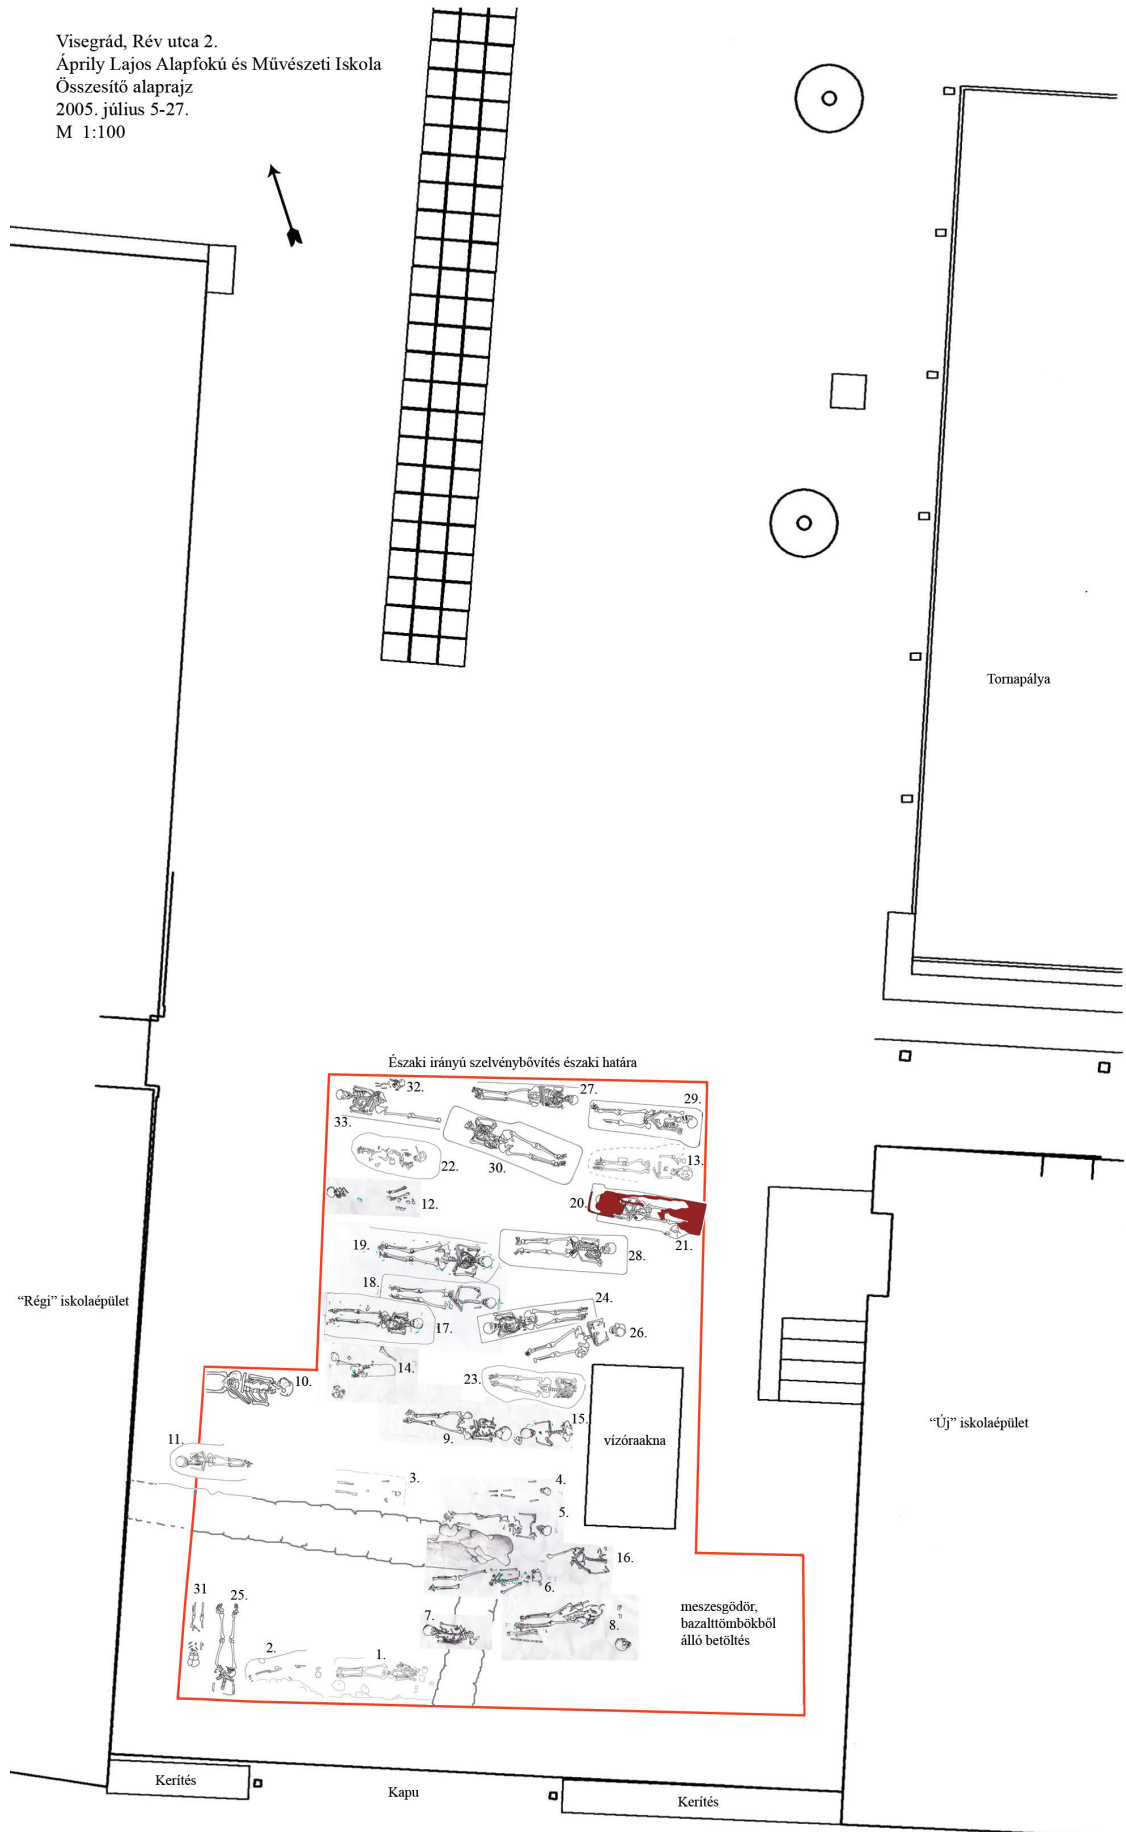 Visegrád, Rév utca 2.
Áprily Lajos Alapfokú és Művészeti Iskola
Összesítő alaprajz
2005. július 5-27.
M 1:100
Tornapálya
Északi irányú szelvénybővítés északi határa
32.
27.
29.
33.
22.
30.
13.
12.
20.
21.
19.
28.
18.
24.
"Régi" iskolaépület
17.
26.
14.
10.
23.
15.
"Új" iskolaépület
11.
9.
vízóraakna
3.
4.
5.
16.
6.
31
25.
7.
8.
meszesgödör,
bazalttömbökből
álló betöltés
2.
1.
Kerítés
Kapu
Kerítés